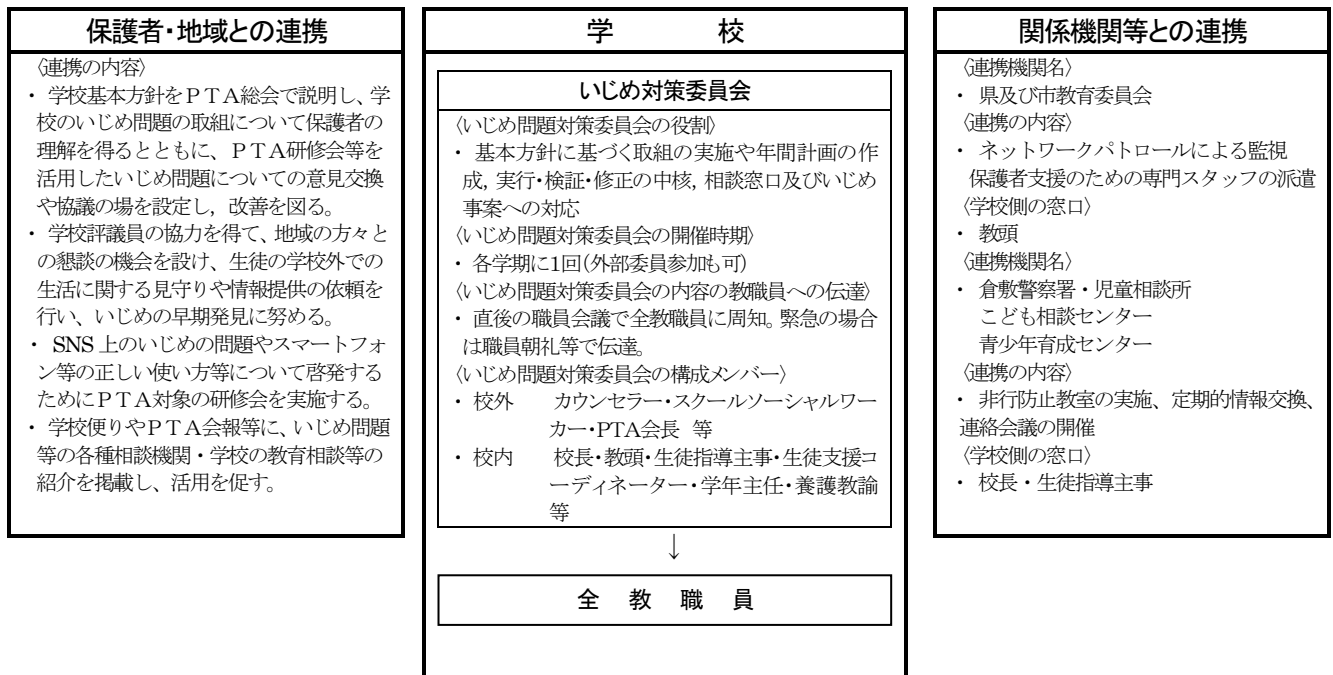 保護者・地域との連携
〈連携の内容〉
・ 学校基本方針をＰＴＡ総会で説明し、学
校のいじめ問題の取組について保護者の
理解を得るとともに、ＰＴＡ研修会等を
活用したいじめ問題についての意見交換
や協議の場を設定し，改善を図る。
・ 学校評議員の協力を得て、地域の方々と
の懇談の機会を設け、生徒の学校外での
生活に関する見守りや情報提供の依頼を
行い、いじめの早期発見に努める。
・ SNS 上のいじめの問題やスマートフォ
ン等の正しい使い方等について啓発する
ためにＰＴＡ対象の研修会を実施する。
・ 学校便りやＰＴＡ会報等に、いじめ問題
等の各種相談機関・学校の教育相談等の
紹介を掲載し、活用を促す。
学 校
いじめ対策委員会
〈いじめ問題対策委員会の役割〉
・ 基本方針に基づく取組の実施や年間計画の作
成，実行・検証・修正の中核，相談窓口及びいじめ
事案への対応
〈いじめ問題対策委員会の開催時期〉
・ 各学期に1回（外部委員参加も可）
〈いじめ問題対策委員会の内容の教職員への伝達〉
・ 直後の職員会議で全教職員に周知。緊急の場合
は職員朝礼等で伝達。
〈いじめ問題対策委員会の構成メンバー〉
・ 校外 カウンセラー・スクールソーシャルワー
カー・PTA会長 等
・ 校内 校長・教頭・生徒指導主事・生徒支援コ
ーディネーター・学年主任・養護教諭
等
↓
全 教 職 員
関係機関等との連携
〈連携機関名〉
・ 県及び市教育委員会
〈連携の内容〉
・ ネットワークパトロールによる監視
保護者支援のための専門スタッフの派遣
〈学校側の窓口〉
・ 教頭
〈連携機関名〉
・ 倉敷警察署・児童相談所
こども相談センター
青少年育成センター
〈連携の内容〉
・ 非行防止教室の実施、定期的情報交換、
連絡会議の開催
〈学校側の窓口〉
・ 校長・生徒指導主事